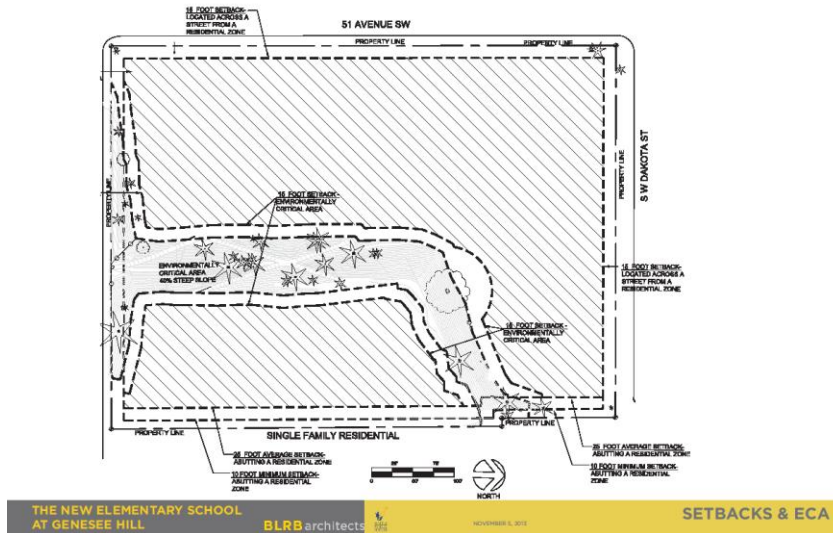 15 FOOT SETBACK-
LOCATED ACROSS A
STREET FROM A
RESIDENTIAL ZONE
51 AVENUE SW
PROPERTY LINE
PROPERTY LINE
PROPERTY LINE
S W DAKOTA ST
PROPERTY LINE
15 FOOT SETBACK-
ENVIRONMENTALLY
CRITICAL AREA
ENVIRONMENTALLY
CRITICAL AREA
40% STEEP SLOPE
15 FOOT SETBACK-
LOCATED ACROSS A
STREET FROM A
RESIDENTIAL ZONE
15 FOOT SETBACK-
ENVIRONMENTALLY
CRITICAL AREA
PROPERTY LINE
SINGLE FAMILY RESIDENTIAL
PROPERTY LINE
25 FOOT AVERAGE SETBACK-
ABUTTING A RESIDENTIAL ZONE
10 FOOT MINIMUM SETBACK-
ABUTTING A RESIDENTIAL
ZONE
25 FOOT AVERAGE SETBACK-
ABUTTING A RESIDENTIAL ZONE
10 FOOT MINIMUM SETBACK-
ABUTTING A RESIDENTIAL
ZONE
NORTH
THE NEW ELEMENTARY SCHOOL
AT GENESEE HILL
BLRB architects
NOVEMBER 5, 2013
SETBACKS & ECA